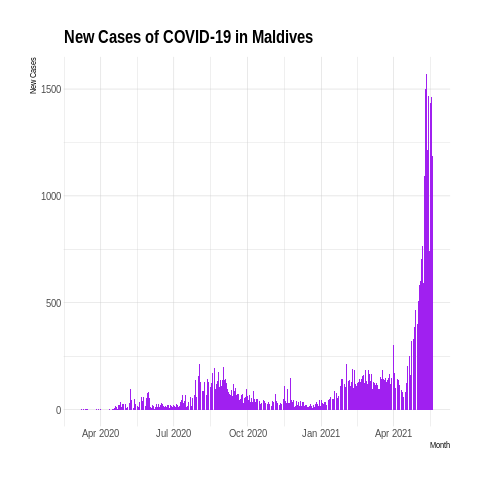 New Cases of COVID-19 in Maldives
New Cases
1500
1000
500
0
Apr 2020 Jul 2020 Oct 2020 Jan 2021 Apr 2021
Month